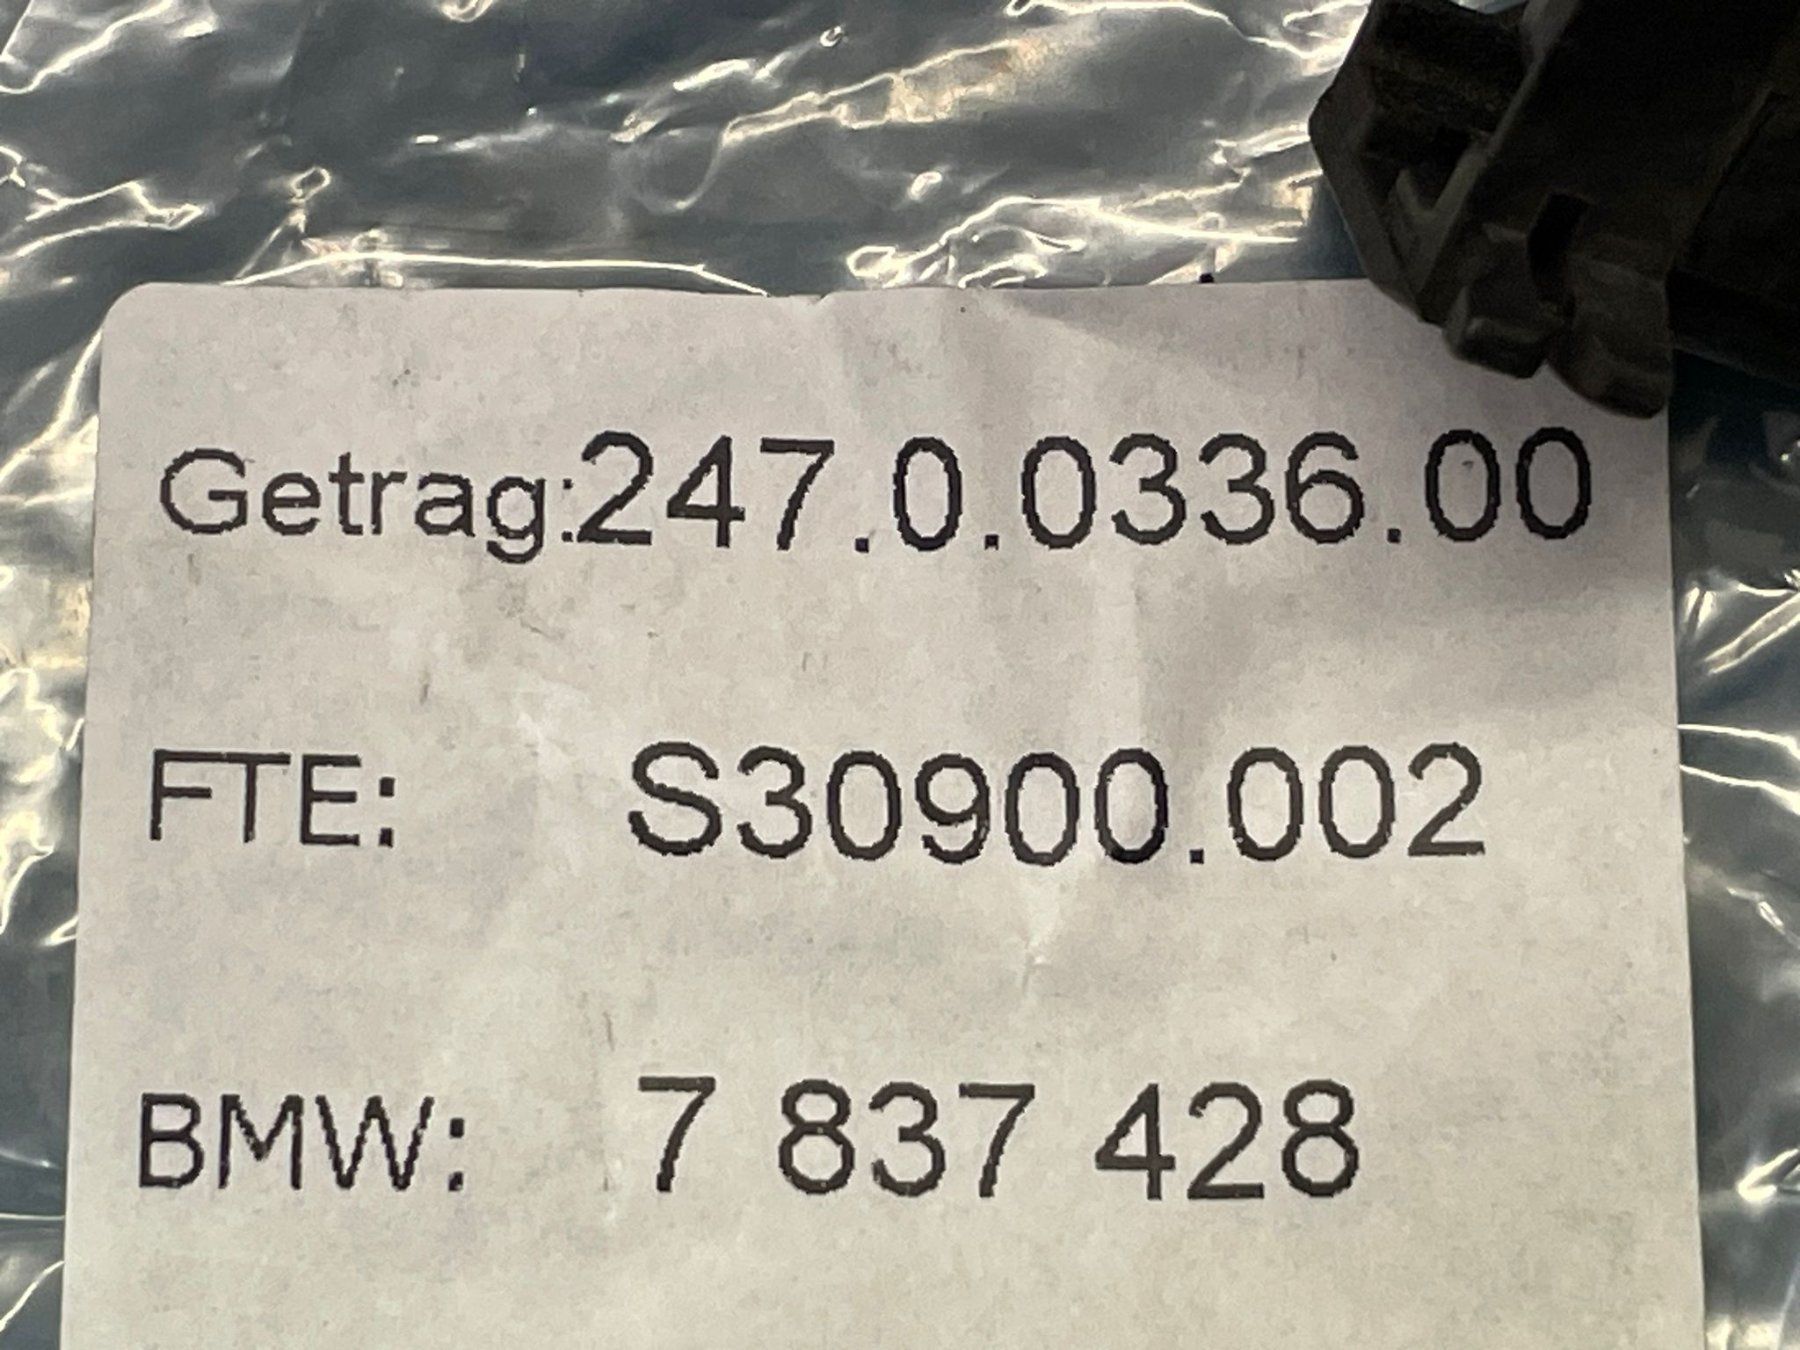 Getrag:247.0.0336.00
FTE: S30900.002
BMW: 7 837 428